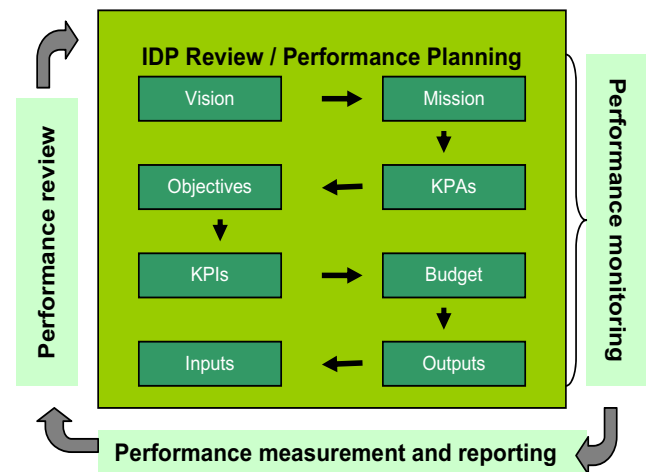 IDP Review / Performance Planning
Vision
Mission
Objectives
KPAs
KPIs
Budget
Inputs
Outputs
Performance monitoring
Performance measurement and reporting
Performance review